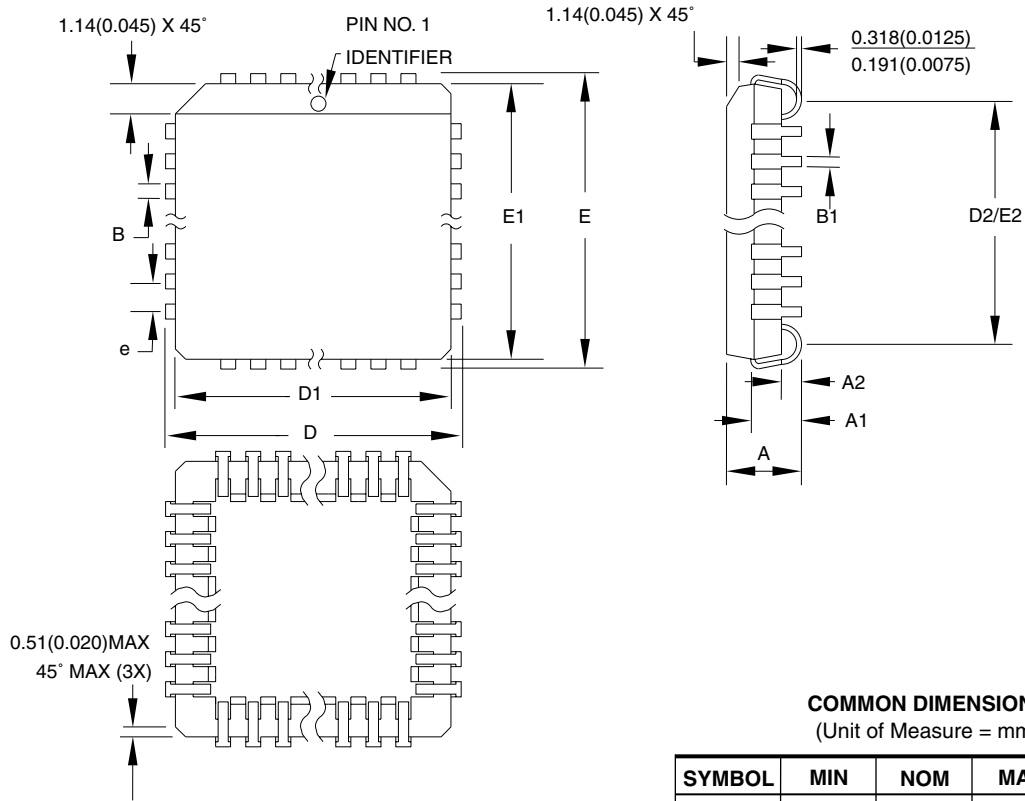 1.14(0.045) X 45˚
PIN NO. 1
IDENTIFIER
1.14(0.045) X 45˚
0.318(0.0125)
0.191(0.0075)
B
e
E1
E
B1
D2/E2
D1
D
A2
A1
A
0.51(0.020)MAX
45˚ MAX (3X)
COMMON DIMENSION
(Unit of Measure = mm
SYMBOL MIN NOM MA